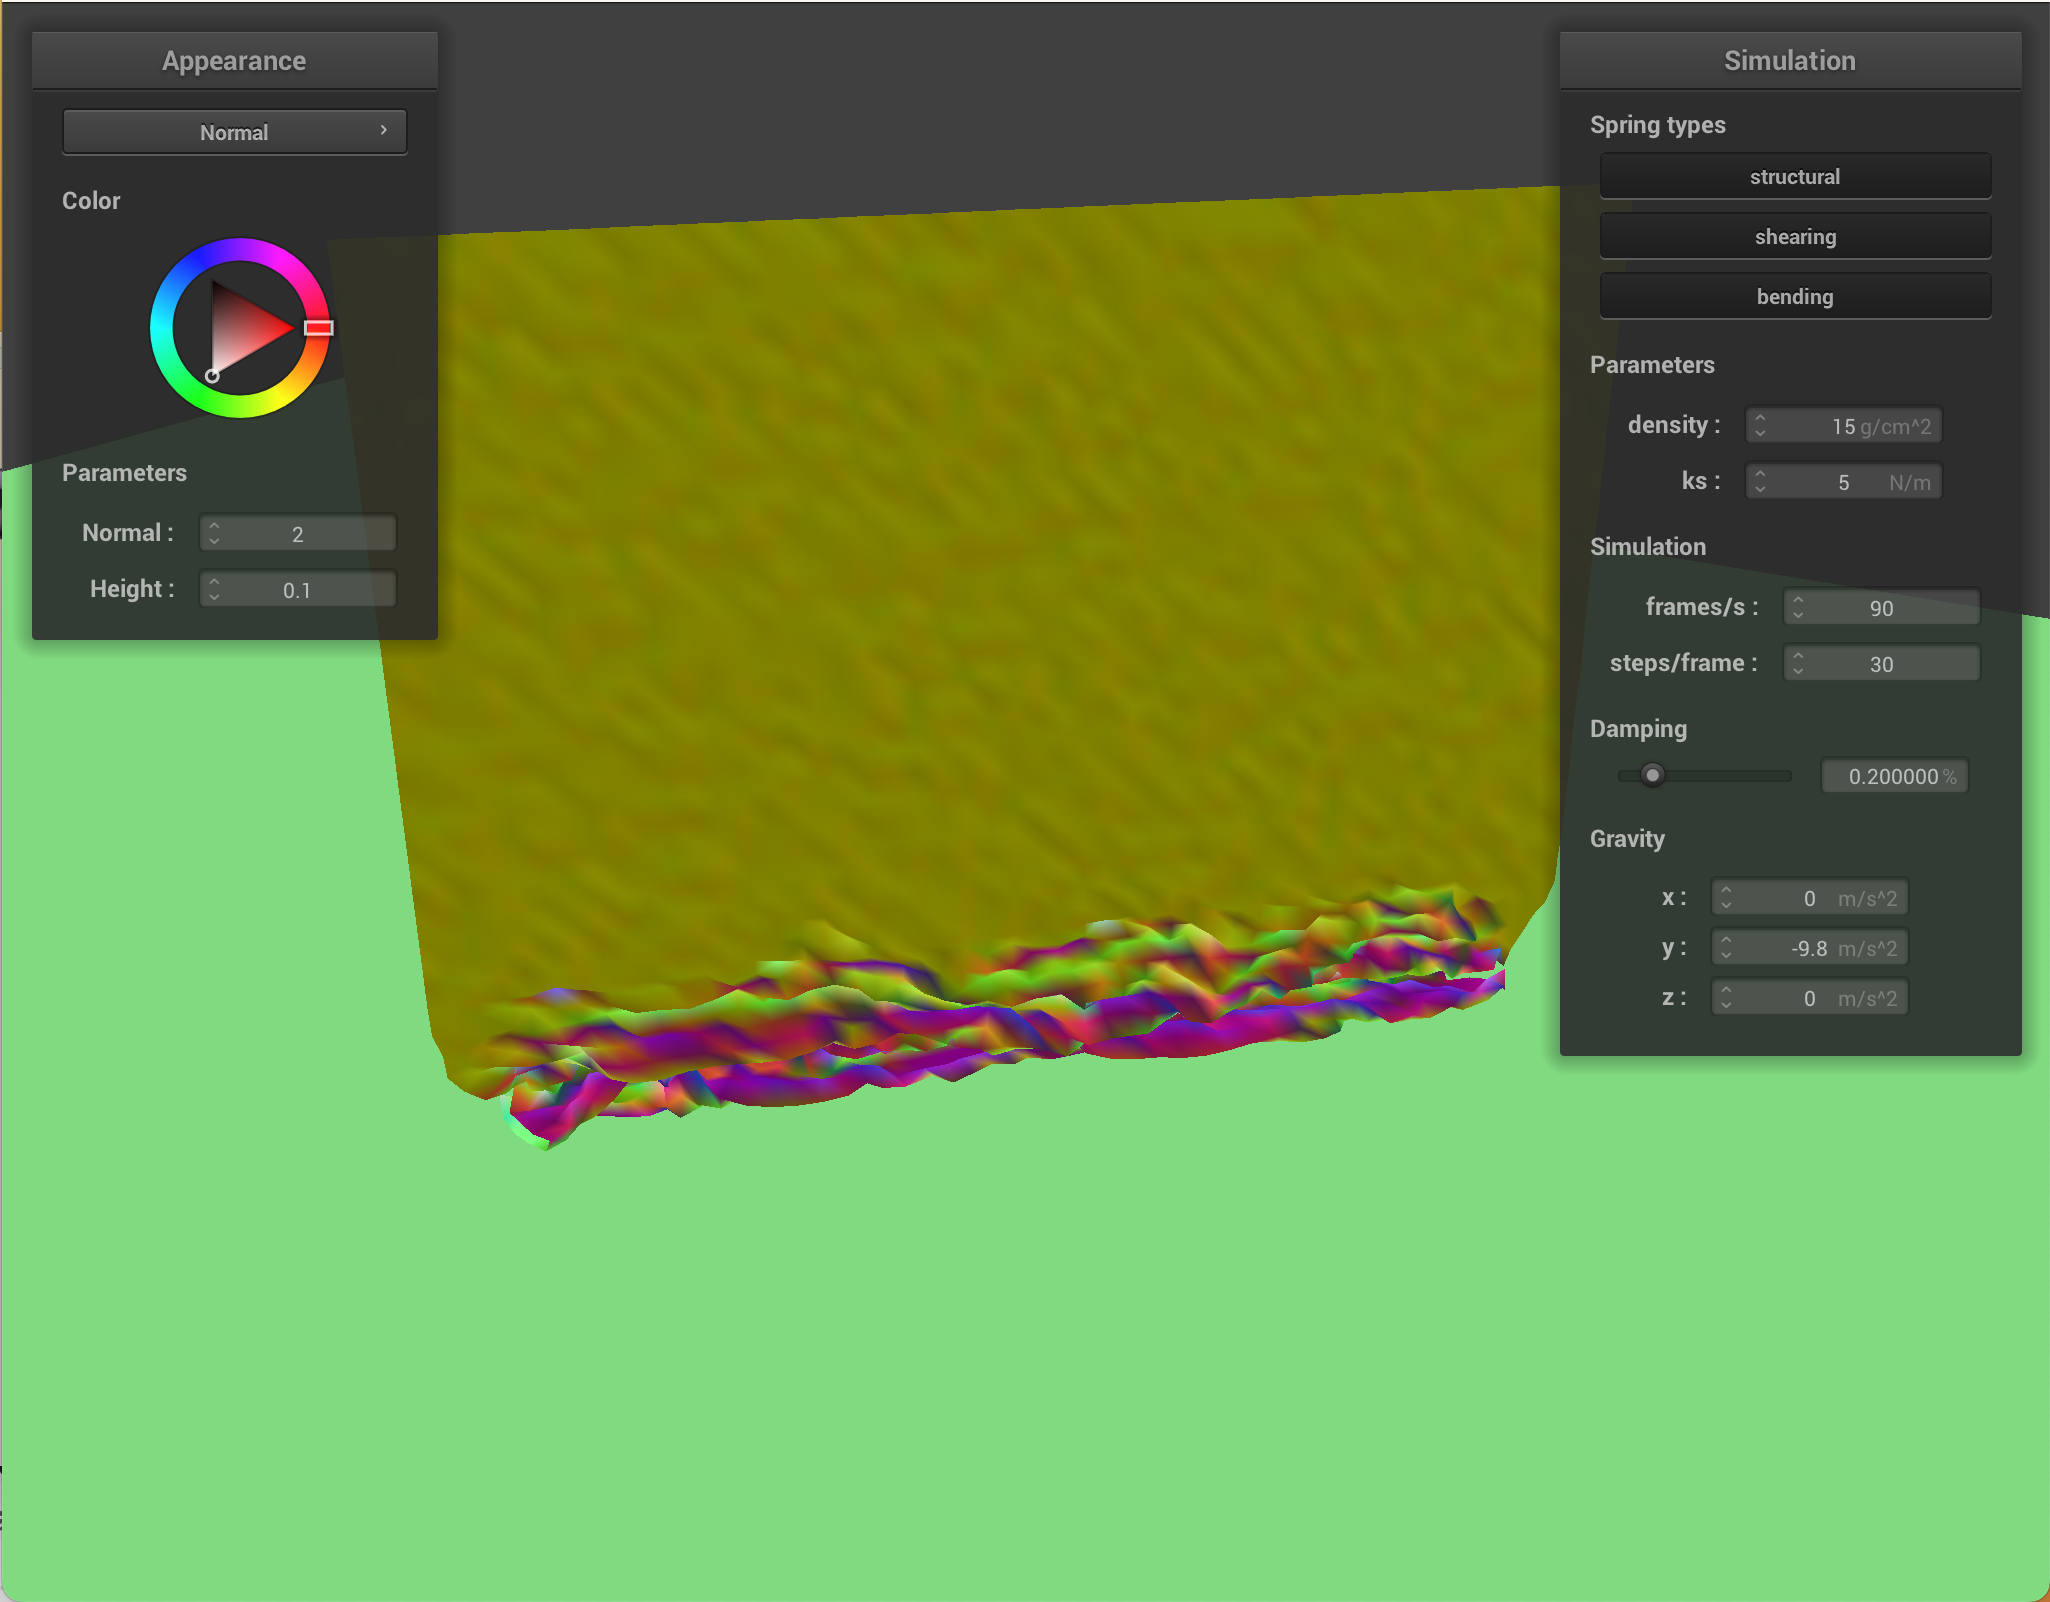 Appearance
Normal
Color
Parameters
Normal : 2
Height : 0.1
Simulation
Spring types
structural
shearing
bending
Parameters
density : 15 g/cm^2
ks : 5 N/m
Simulation
frames/s : 90
steps/frame : 30
Damping
0.200000 %
Gravity
x : 0 m/s^2
y : -9.8 m/s^2
z : 0 m/s^2